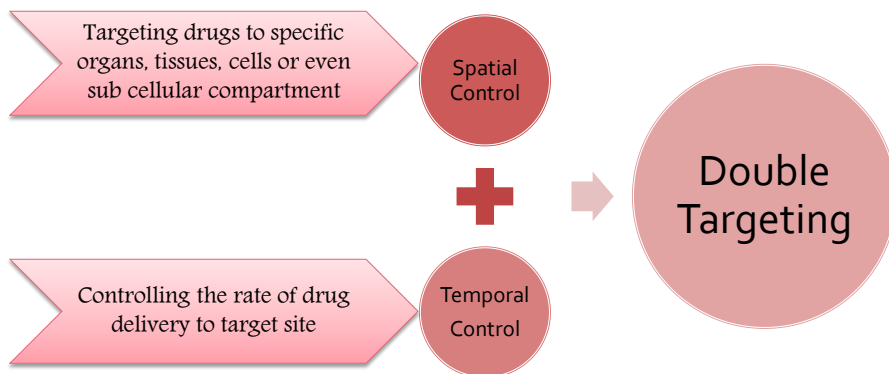 Targeting drugs to specific
organs, tissues, cells or even
sub cellular compartment
Spatial
Control
Double
Targeting
Controlling the rate of drug
delivery to target site
Temporal
Control